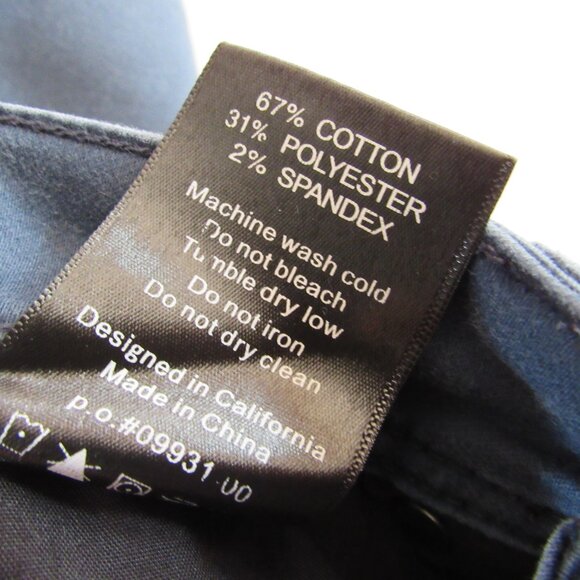 67% COTTON
31% POLYESTER
2% SPANDEX
Machine wash cold
Do not bleach
Tumble dry low
Do not iron
Do not dry clean
Designed in California
Made in China
P.O.#09931-00